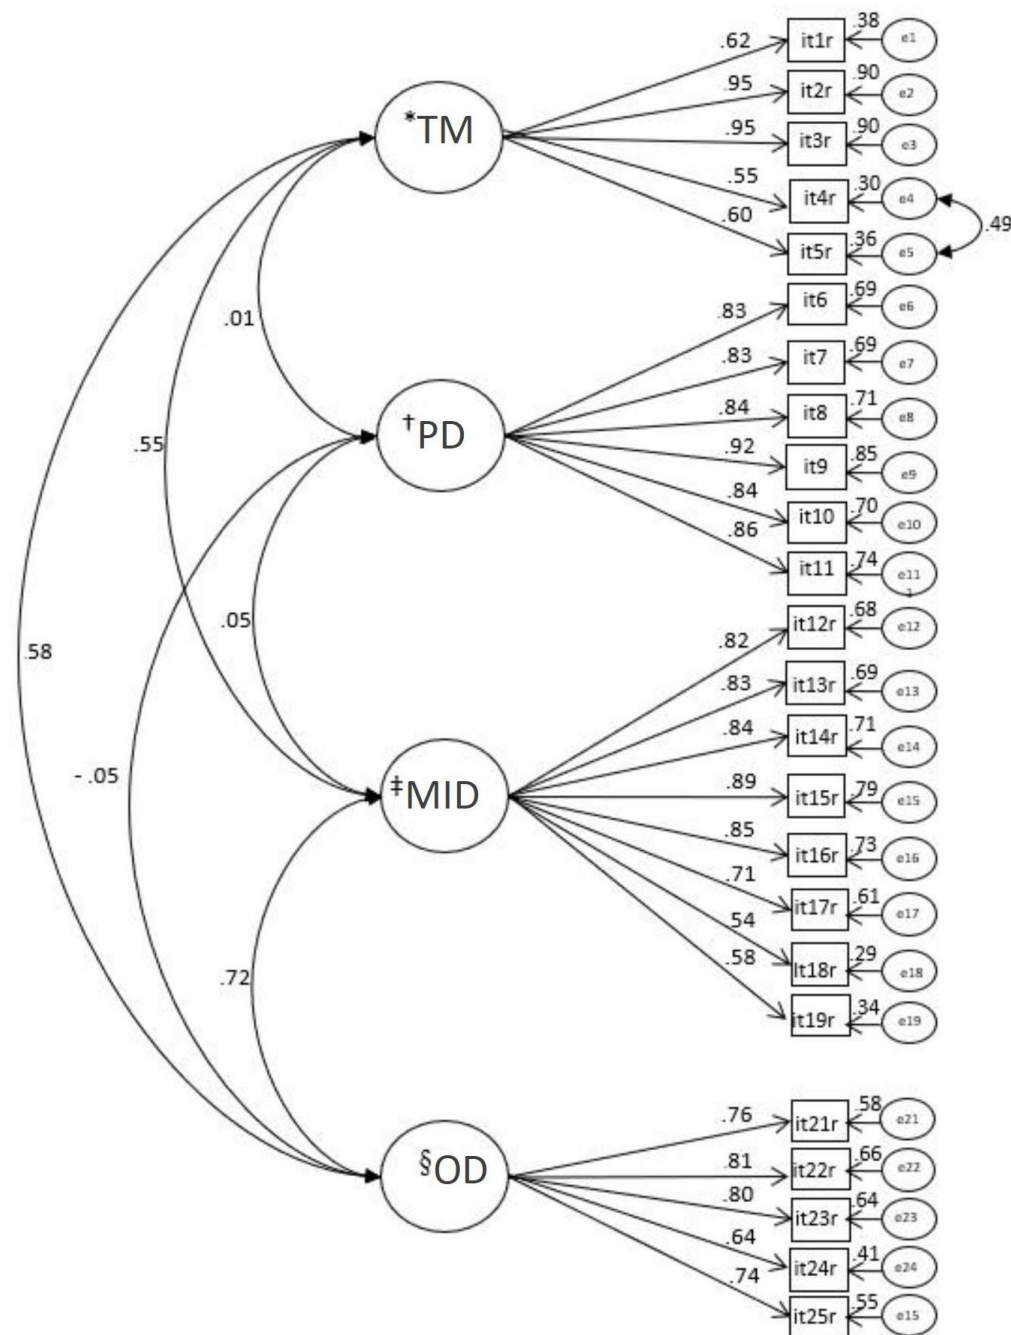 .62 it1r .38 e1
.95 it2r .90 e2
*TM
.95 it3r .90 e3
.55 it4r .30 e4
.49
.60 it5r .36 e5
.01
.83 it6 .69 e6
.83 it7 .69 e7
.84 it8 .71 e8
†PD
.55
.92 it9 .85 e9
.84 it10 .70 e10
.86 it11 .74 e11
1
.05
.82 it12r .68 e12
.58
.83 it13r .69 e13
.84 it14r .71 e14
- .05
‡MID
.89 it15r .79 e15
.85 it16r .73 e16
.71 it17r .61 e17
.54 It18r .29 e18
.58 it19r .34 e19
.72
.76 it21r .58 e21
.81 it22r .66 e22
§OD
.80 it23r .64 e23
.64 it24r .41 e24
.74 it25r .55 e15